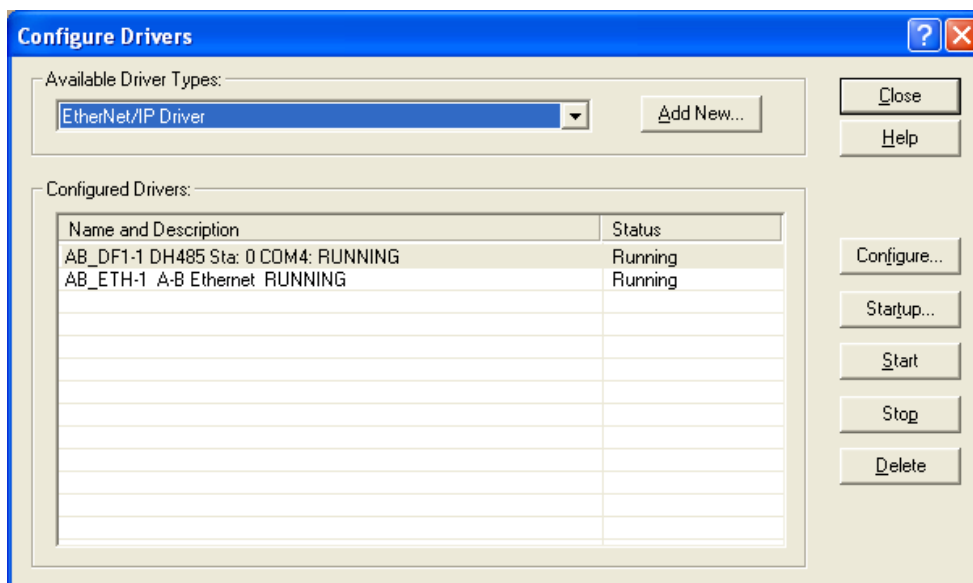 Configure Drivers
Available Driver Types:
EtherNet/IP Driver
Add New...
Close
Help
Configured Drivers:
Name and Description Status
AB_DF1-1 DH485 Sta: 0 COM4: RUNNING Running
AB_ETH-1 A-B Ethernet RUNNING Running
Configure...
Startup...
Start
Stop
Delete